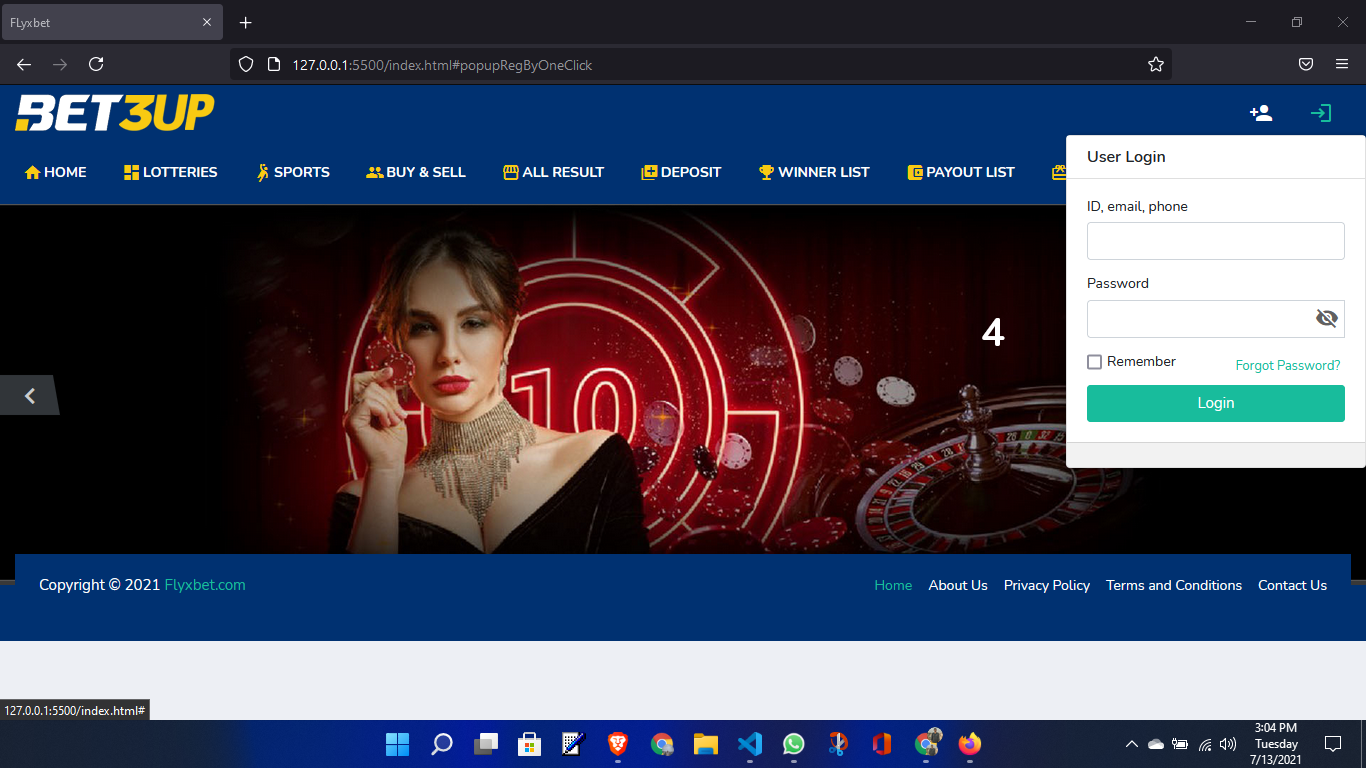 FLyxbet
127.0.0.1:5500/index.html#popupRegByOneClick
BET3UP
HOME LOTTERIES SPORTS BUY & SELL ALL RESULT DEPOSIT WINNER LIST PAYOUT LIST
User Login
ID, email, phone
Password
Remember Forgot Password?
Login
4
10
Copyright © 2021 Flyxbet.com
Home About Us Privacy Policy Terms and Conditions Contact Us
127.0.0.1:5500/index.html#
3:04 PM
Tuesday
7/13/2021